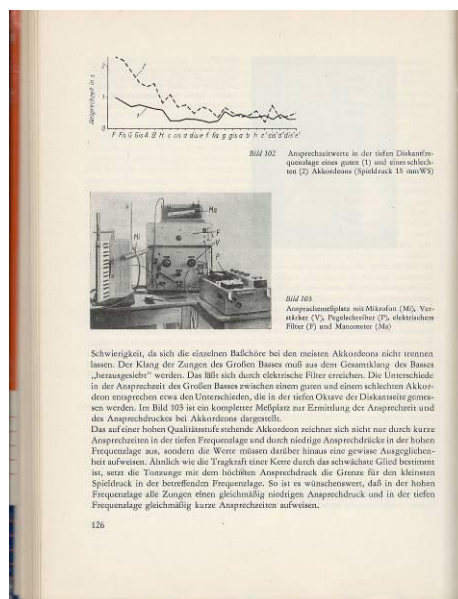 Ansprechzeit in s
2
1
0
2
1
F Fis G Gis A B H c cis d dis e f fis g gis a b h c' cis' d' dis' e'
Bild 102 Ansprechzeitwerte in der tiefen Diskantfre-
quenzlage eines guten (1) und eines schlech-
ten (2) Akkordeons (Spieldruck 15 mmWS)
Ma
Mi
F
V
P
Bild 103
Ansprachemeßplatz mit Mikrofon (Mi), Ver-
stärker (V), Pegelschreiber (P), elektrischem
Filter (F) und Manometer (Ma)
Schwierigkeit, da sich die einzelnen Baßchöre bei den meisten Akkordeons nicht trennen
lassen. Der Klang der Zungen des Großen Basses muß aus dem Gesamtklang des Basses
„herausgesiebt“ werden. Das läßt sich durch elektrische Filter erreichen. Die Unterschiede
in der Ansprechzeit des Großen Basses zwischen einem guten und einem schlechten Akkor-
deon entsprechen etwa den Unterschieden, die in der tiefen Oktave der Diskantseite gemes-
sen werden. Im Bild 103 ist ein kompletter Meßplatz zur Ermittlung der Ansprechzeit und
des Ansprechdruckes bei Akkordeons dargestellt.
Das auf einer hohen Qualitätsstufe stehende Akkordeon zeichnet sich nicht nur durch kurze
Ansprechzeiten in der tiefen Frequenzlage und durch niedrige Ansprechdrücke in der hohen
Frequenzlage aus, sondern die Werte müssen darüber hinaus eine gewisse Ausgeglichen-
heit aufweisen. Ähnlich wie die Tragkraft einer Kette durch das schwächste Glied bestimmt
ist, setzt die Tonzunge mit dem höchsten Ansprechdruck die Grenze für den kleinsten
Spieldruck in der betreffenden Frequenzlage. So ist es wünschenswert, daß in der hohen
Frequenzlage alle Zungen einen gleichmäßig niedrigen Ansprechdruck und in der tiefen
Frequenzlage gleichmäßig kurze Ansprechzeiten aufweisen.
126